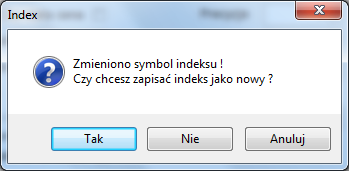 Index
Zmieniono symbol indeksu !
Czy chcesz zapisać indeks jako nowy ?
Tak
Nie
Anuluj